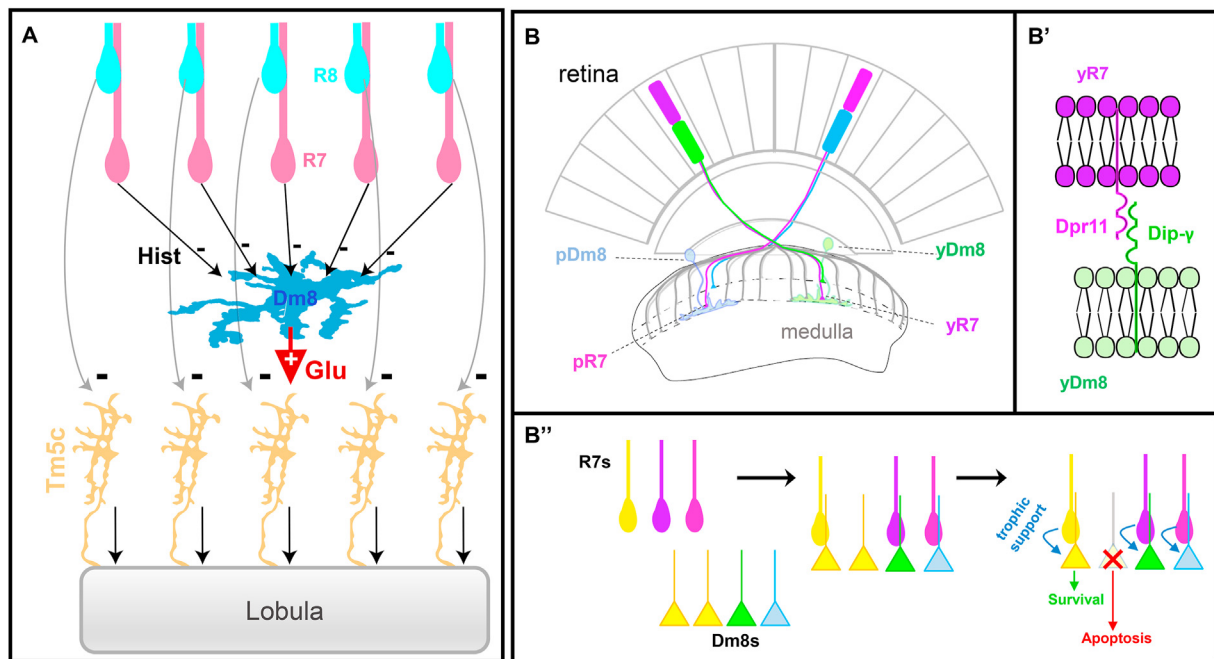 A
R8
R7
Hist
-
-
-
-
-
Dm8
+
Glu
-
-
-
-
-
Tm5c
Lobula
B
retina
pDm8
yDm8
medulla
yR7
pR7
B'
yR7
Dpr11
Dip-γ
yDm8
B''
R7s
Dm8s
trophic
support
Survival
Apoptosis